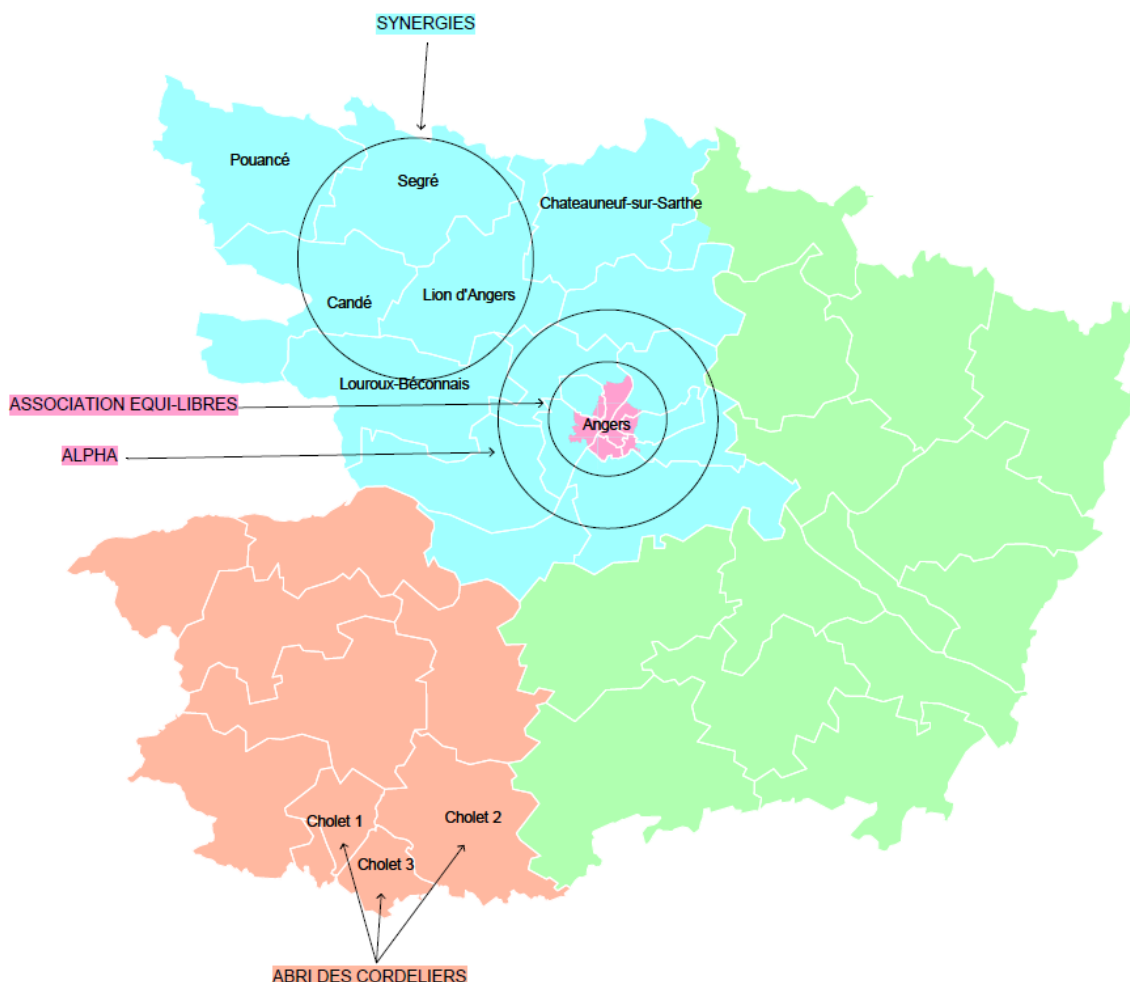 SYNERGIES
Pouancé
Segré
Chateauneuf-sur-Sarthe
Candé
Lion d'Angers
Louroux-Béconnais
ASSOCIATION EQUI-LIBRES
Angers
ALPHA
Cholet 1
Cholet 2
Cholet 3
ABRI DES CORDELIERS